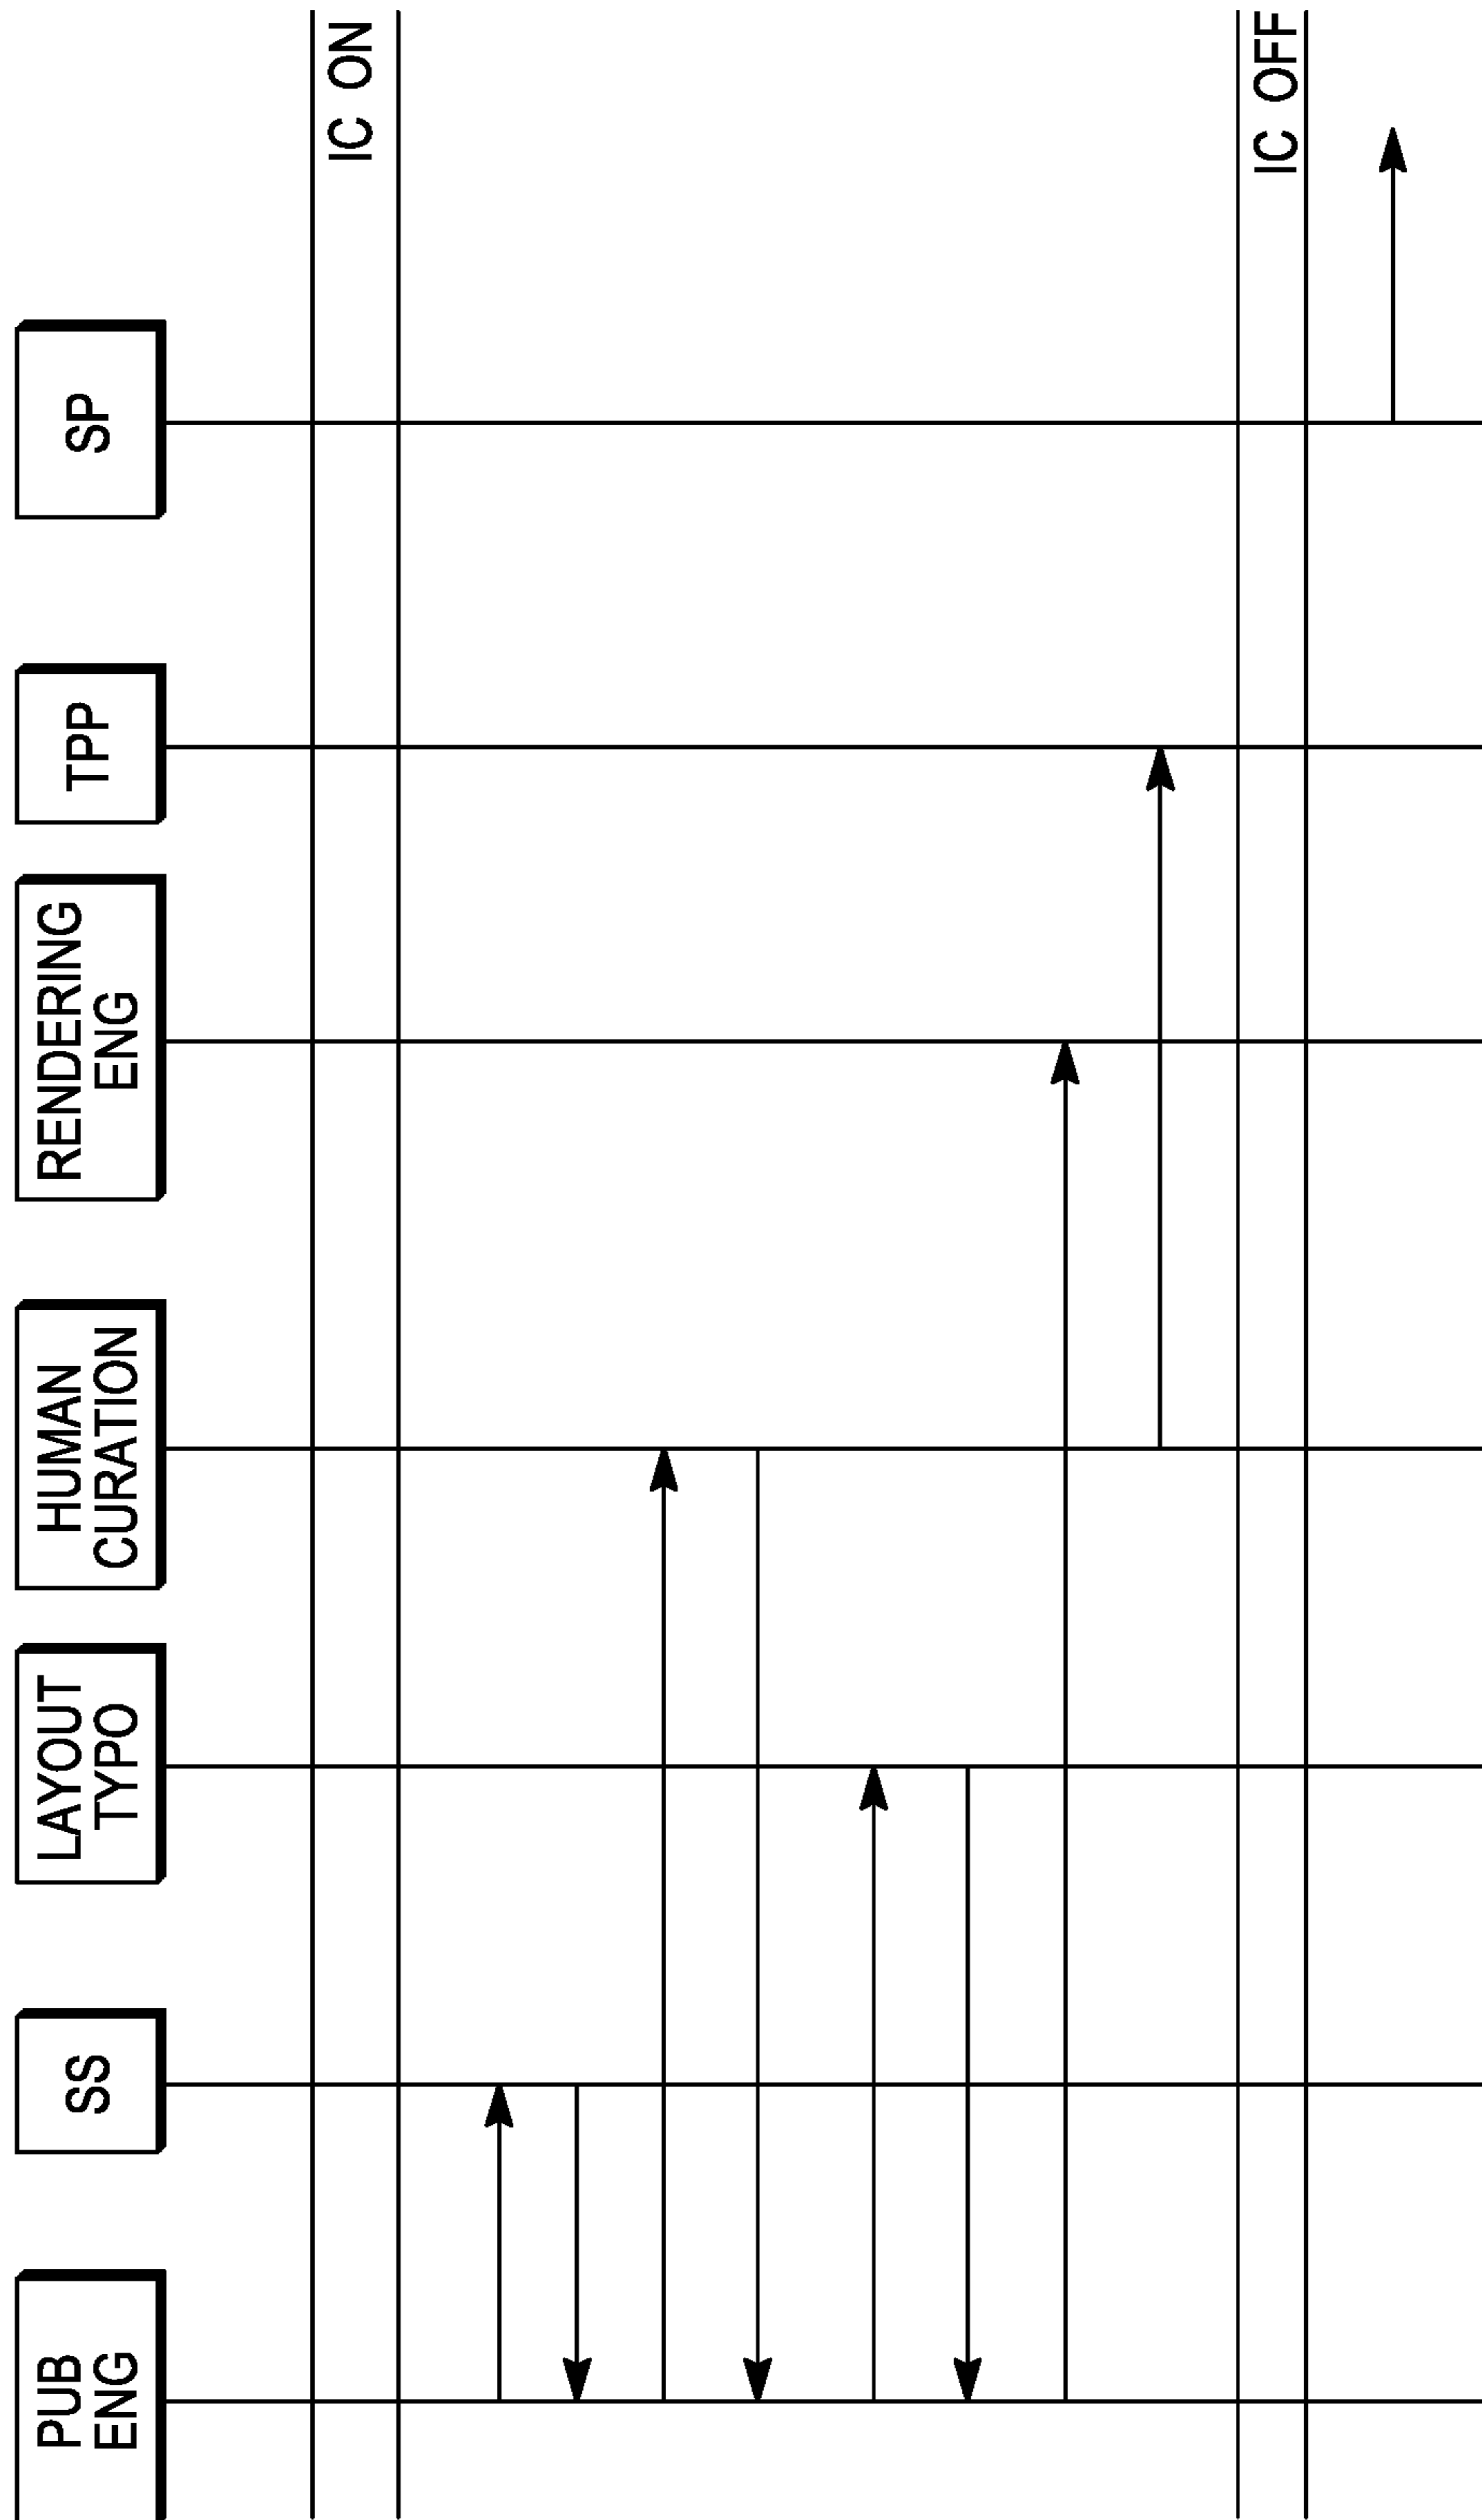 PUB
ENG
SS
LAYOUT
TYPO
HUMAN
CURATION
RENDERING
ENG
TPP
SP
IC ON
IC OFF